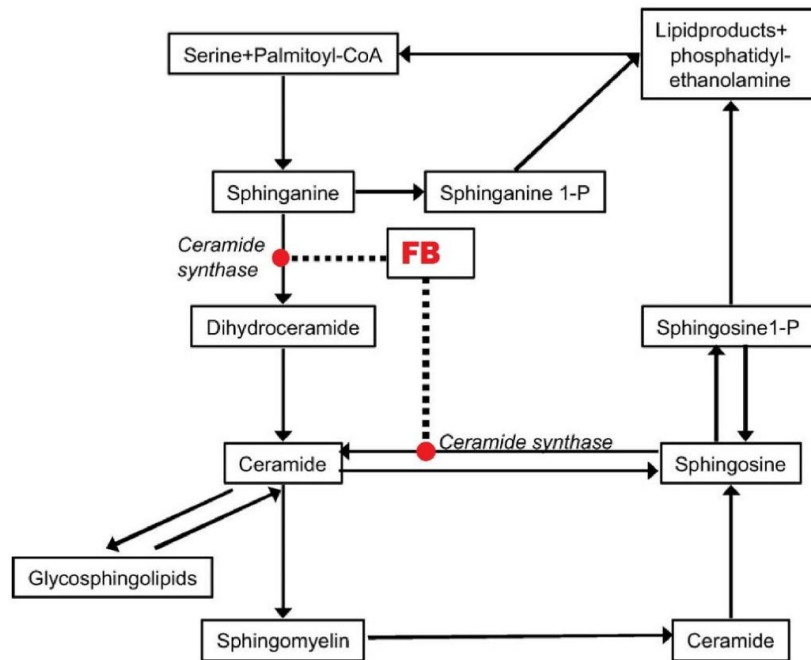 Serine+Palmitoyl-CoA
Lipidproducts+
phosphatidyl-
ethanolamine
Sphinganine
Sphinganine 1-P
Ceramide
synthase
FB
Dihydroceramide
Sphingosine1-P
Ceramide synthase
Ceramide
Sphingosine
Glycosphingolipids
Sphingomyelin
Ceramide